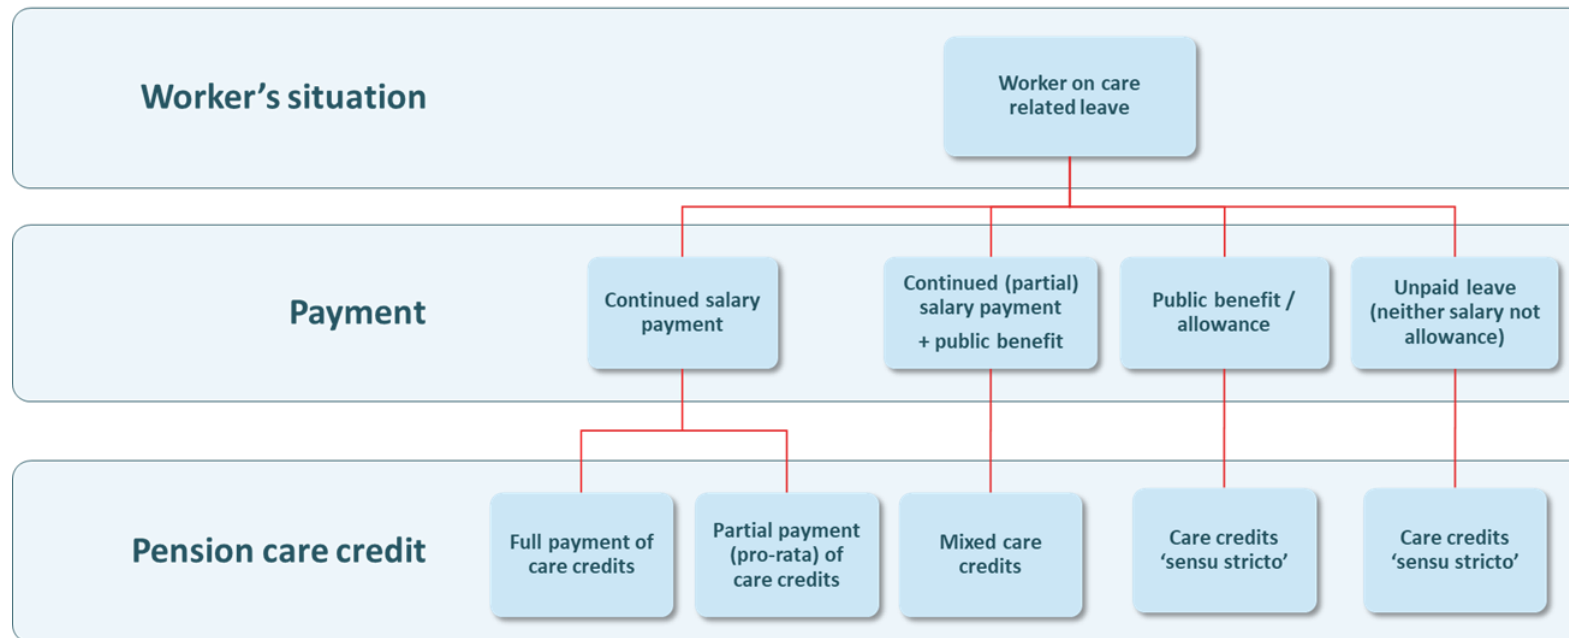 Worker’s situation
Worker on care
related leave
Payment
Continued salary
payment
Continued (partial)
salary payment
+ public benefit
Public benefit /
allowance
Unpaid leave
(neither salary not
allowance)
Pension care credit
Full payment of
care credits
Partial payment
(pro-rata) of
care credits
Mixed care
credits
Care credits
‘sensu stricto’
Care credits
‘sensu stricto’